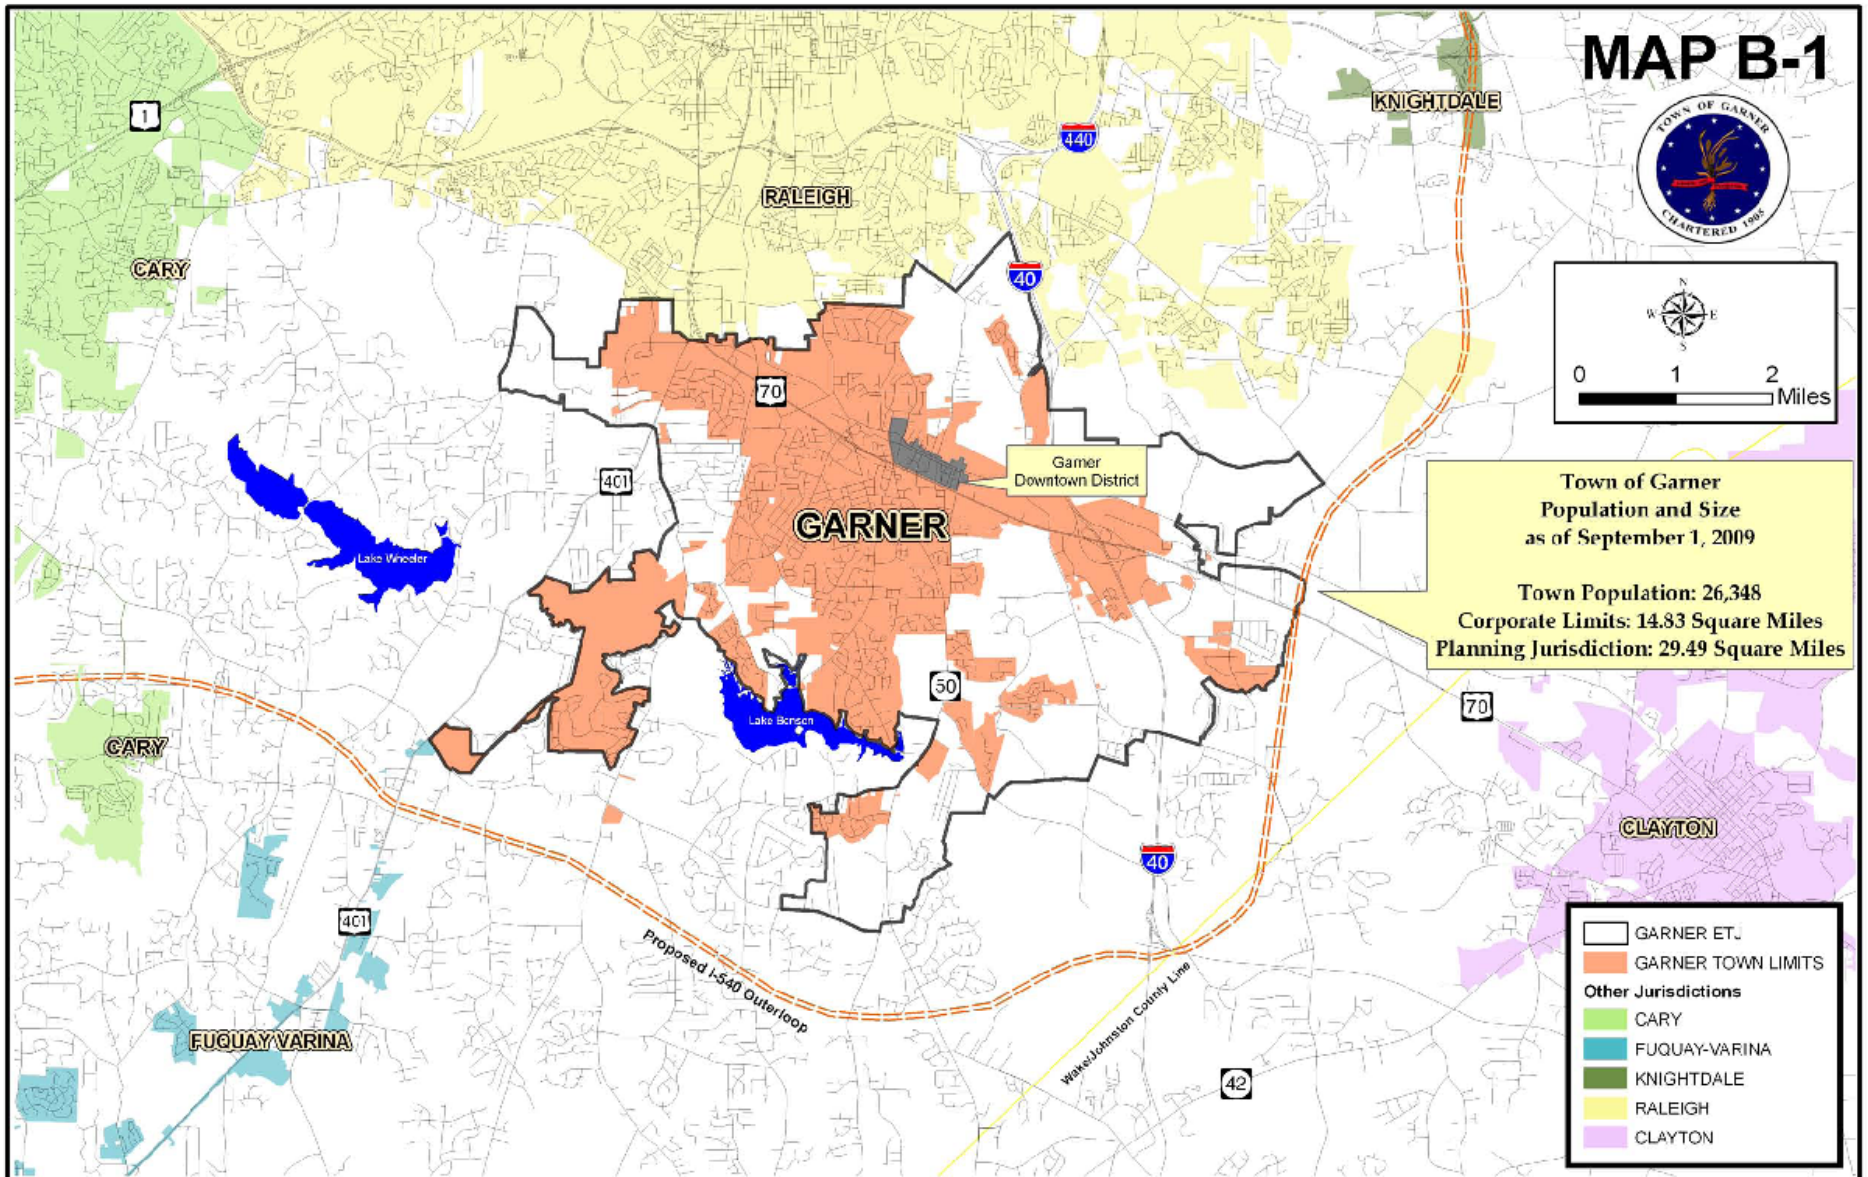 MAP B-1
TOWN OF GARNER
CHARTERED 1905
1
KNIGHTDALE
440
RALEIGH
CARY
40
N
W E
S
0 1 2
Miles
70
401
Garner
Downtown District
GARNER
Lake Wheeler
Town of Garner
Population and Size
as of September 1, 2009
Town Population: 26,348
Corporate Limits: 14.83 Square Miles
Planning Jurisdiction: 29.49 Square Miles
50
70
Lake Benson
CARY
CLAYTON
40
401
Proposed I-540 Outerloop
Wake/Johnston County Line
FUQUAY VARINA
42
GARNER ETJ
GARNER TOWN LIMITS
Other Jurisdictions
CARY
FUQUAY-VARINA
KNIGHTDALE
RALEIGH
CLAYTON